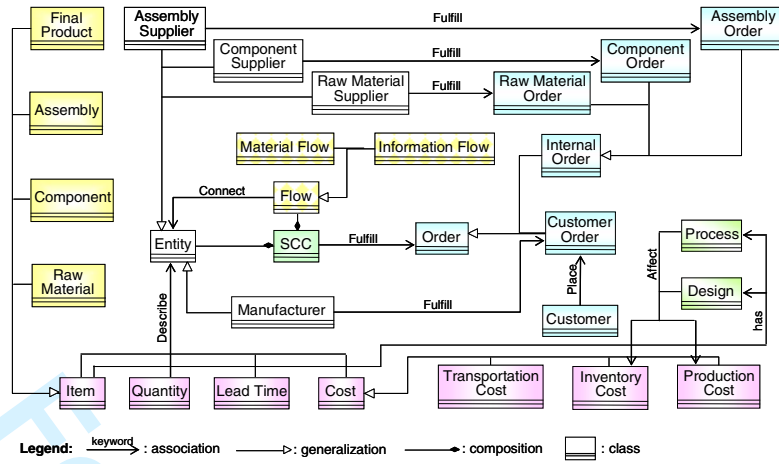 Final
Product
Assembly
Supplier
Fulfill
Assembly
Order
Component
Supplier
Fulfill
Component
Order
Raw Material
Supplier
Fulfill
Raw Material
Order
Assembly
Material Flow
Information Flow
Internal
Order
Connect
Flow
Component
Entity
SCC
Fulfill
Order
Customer
Order
Process
Affect
Raw
Material
Describe
Manufacturer
Fulfill
Place
Customer
Design
has
Item
Quantity
Lead Time
Cost
Transportation
Cost
Inventory
Cost
Production
Cost
Legend: keyword : association : generalization : composition : class